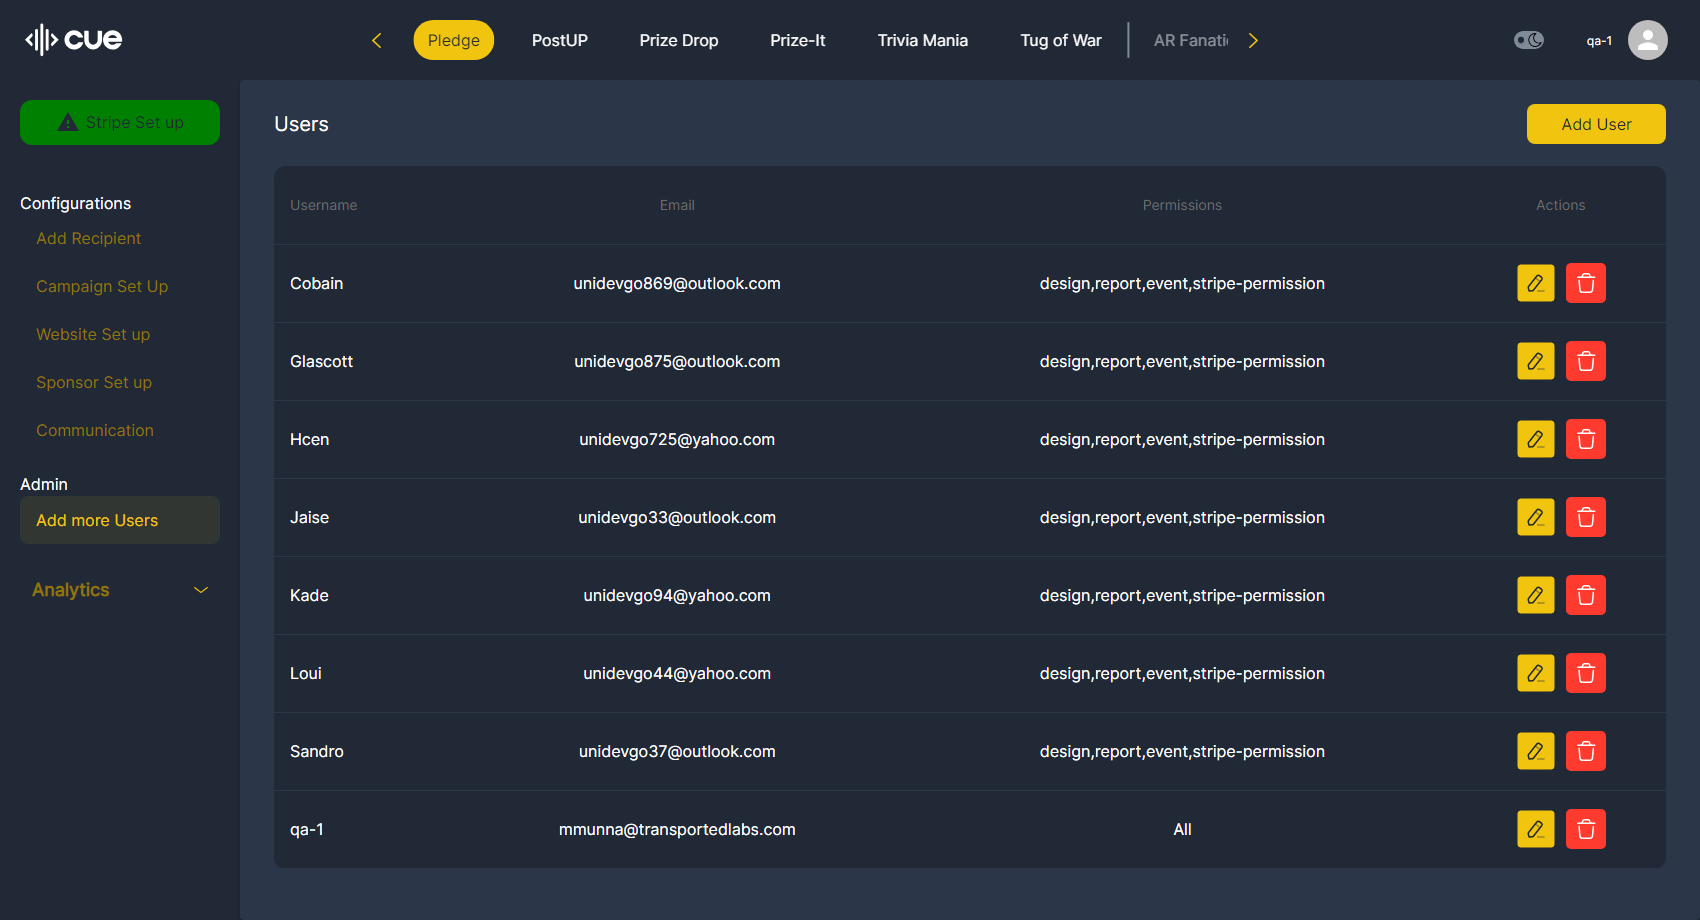 cue
Pledge
PostUP
Prize Drop
Prize-It
Trivia Mania
Tug of War
AR Fanati
qa-1
Stripe Set up
Configurations
Add Recipient
Campaign Set Up
Website Set up
Sponsor Set up
Communication
Admin
Add more Users
Analytics
Users
Add User
Username Email Permissions Actions
Cobain unidevgo869@outlook.com design,report,event,stripe-permission
Glascott unidevgo875@outlook.com design,report,event,stripe-permission
Hcen unidevgo725@yahoo.com design,report,event,stripe-permission
Jaise unidevgo33@outlook.com design,report,event,stripe-permission
Kade unidevgo94@yahoo.com design,report,event,stripe-permission
Loui unidevgo44@yahoo.com design,report,event,stripe-permission
Sandro unidevgo37@outlook.com design,report,event,stripe-permission
qa-1 mmunna@transportedlabs.com All